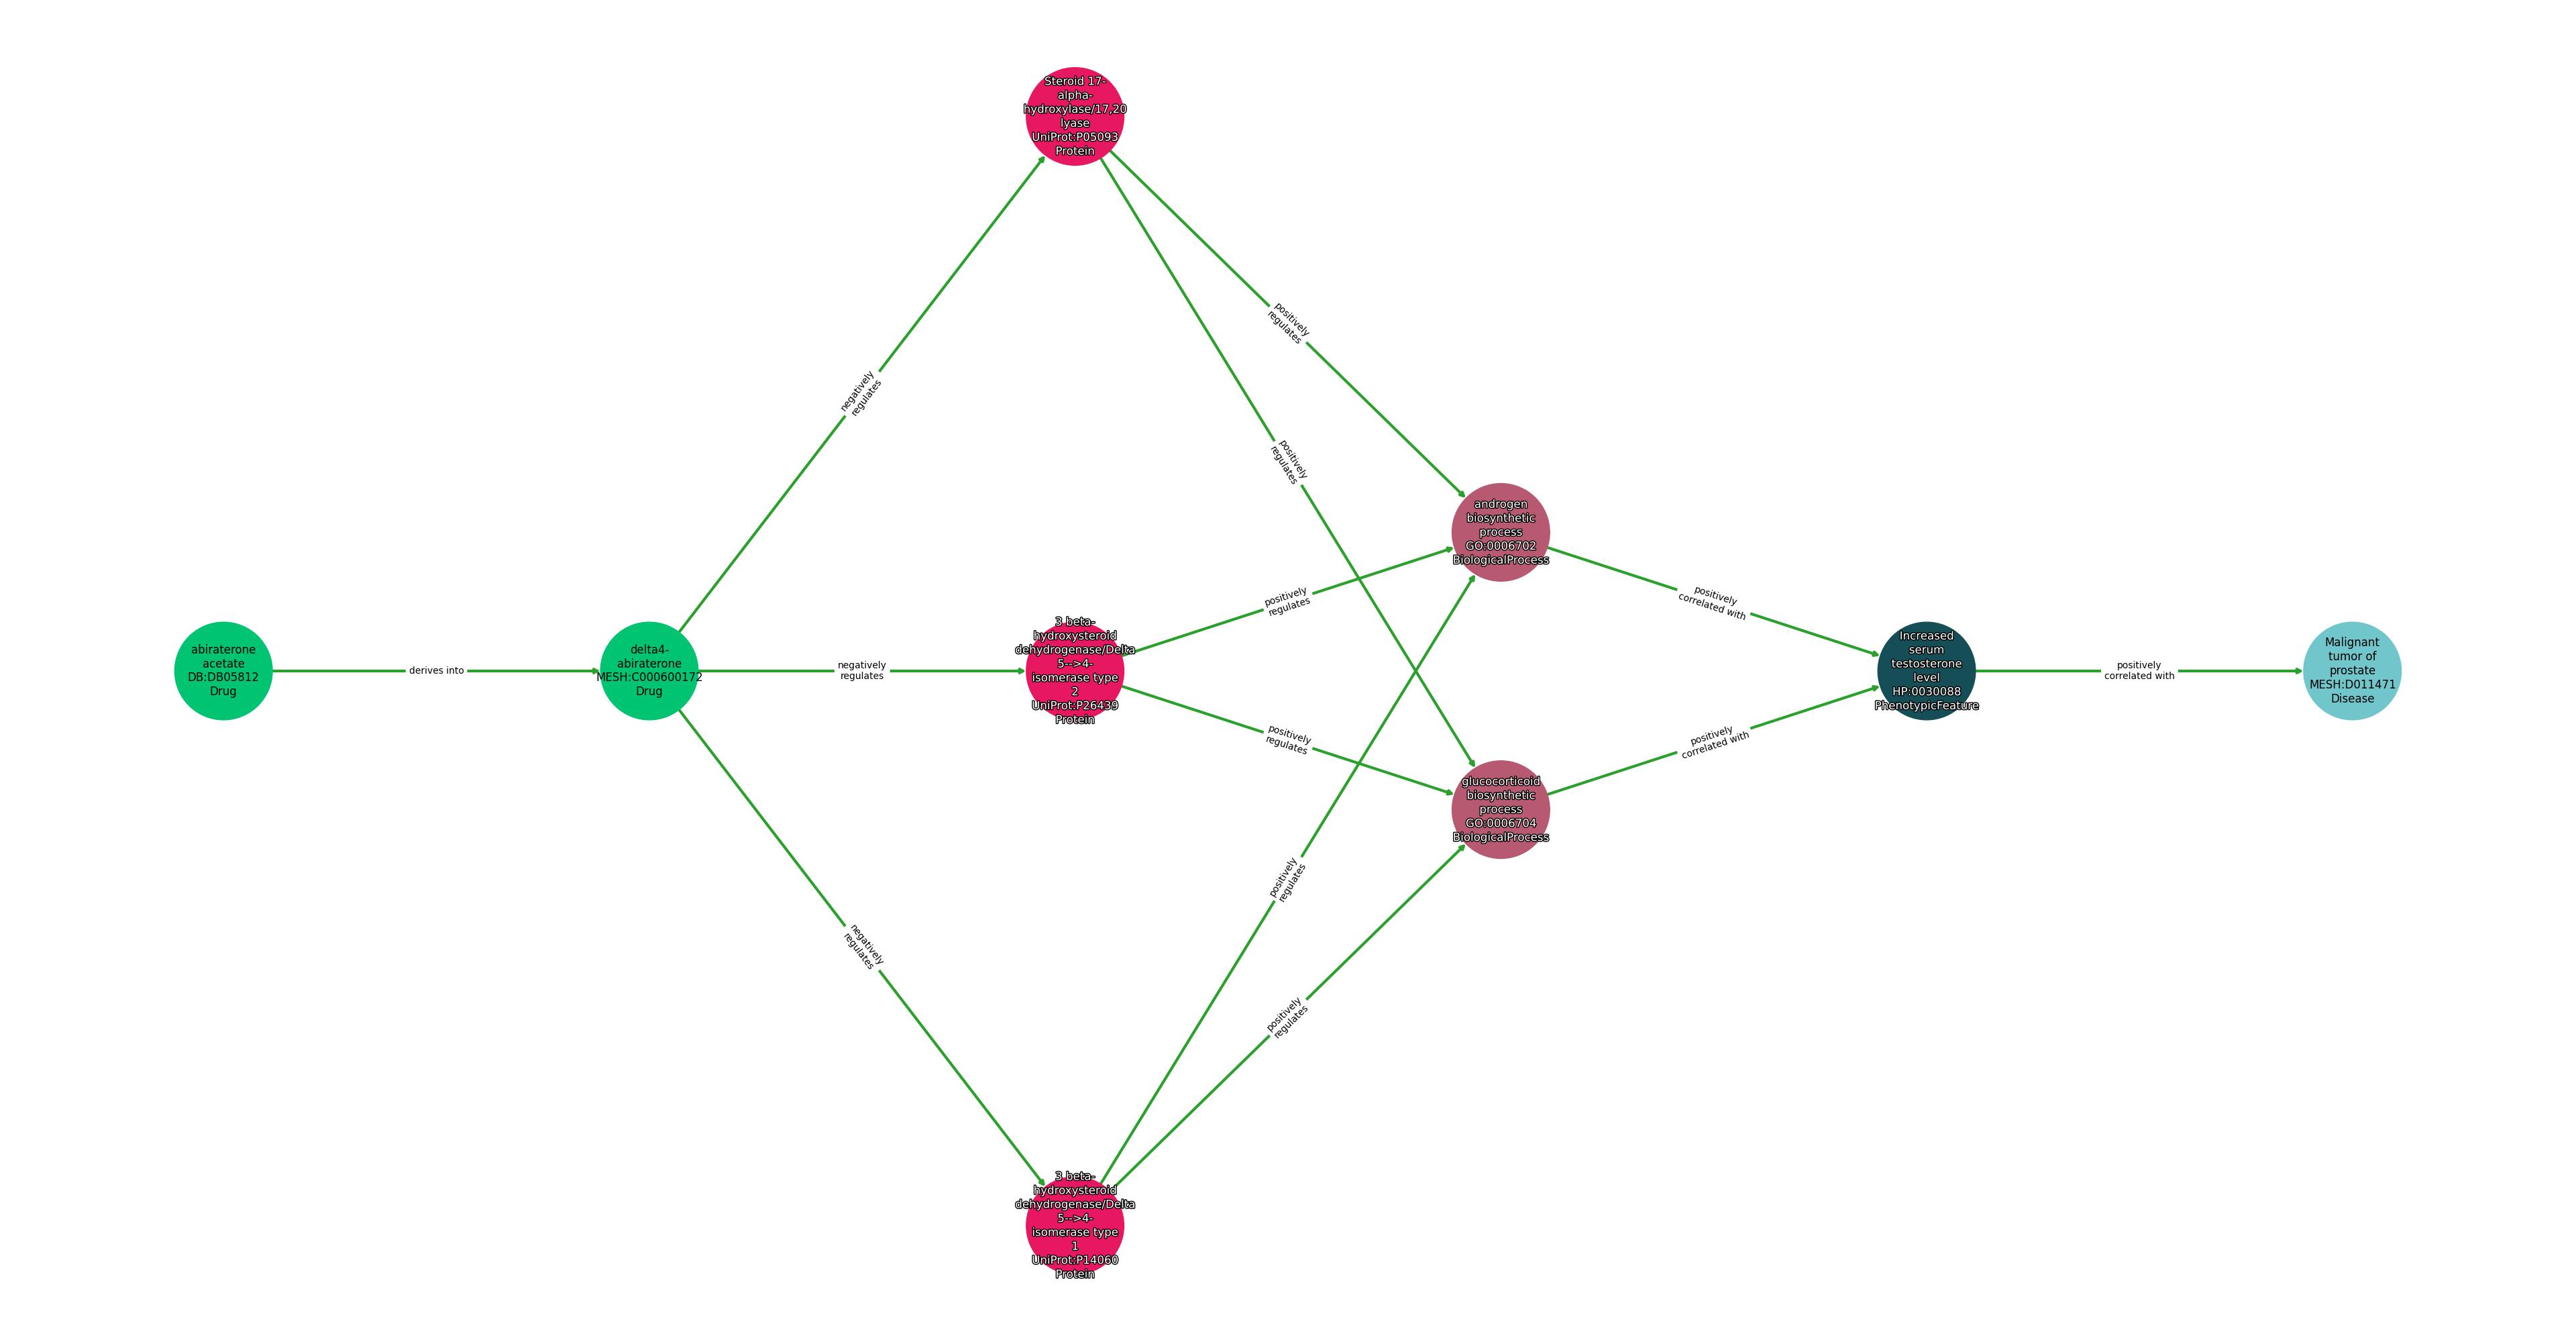 Steroid 17-
alpha-
hydroxylase/17,20
lyase
UniProt:P05093
Protein
positively
regulates
negatively
regulates
positively
regulates
androgen
biosynthetic
process
GO:0006702
BiologicalProcess
positively
regulates
positively
correlated with
abiraterone
acetate
DB:DB05812
Drug
derives into
delta4-
abiraterone
MESH:C000600172
Drug
negatively
regulates
3 beta-
hydroxysteroid
dehydrogenase/Delta
5-->4-
isomerase type
2
UniProt:P26439
Protein
Increased
serum
testosterone
level
HP:0030088
PhenotypicFeature
positively
correlated with
Malignant
tumor of
prostate
MESH:D011471
Disease
positively
regulates
positively
correlated with
glucocorticoid
biosynthetic
process
GO:0006704
BiologicalProcess
positively
regulates
negatively
regulates
positively
regulates
3 beta-
hydroxysteroid
dehydrogenase/Delta
5-->4-
isomerase type
1
UniProt:P14060
Protein